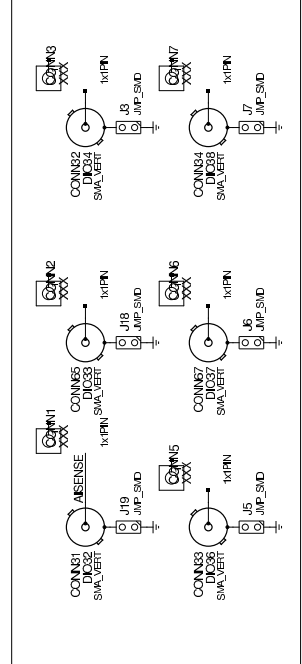 CONN1
XXX
1x1PIN
AISENSE
CONN31
DIO32
SMA_VERT
J19
JMP_SMD
CONN2
XXX
1x1PIN
CONN65
DIO33
SMA_VERT
J18
JMP_SMD
CONN3
XXX
1x1PIN
CONN32
DIO34
SMA_VERT
J3
JMP_SMD
CONN5
XXX
1x1PIN
CONN33
DIO36
SMA_VERT
J5
JMP_SMD
CONN6
XXX
1x1PIN
CONN67
DIO37
SMA_VERT
J6
JMP_SMD
CONN7
XXX
1x1PIN
CONN34
DIO38
SMA_VERT
J7
JMP_SMD